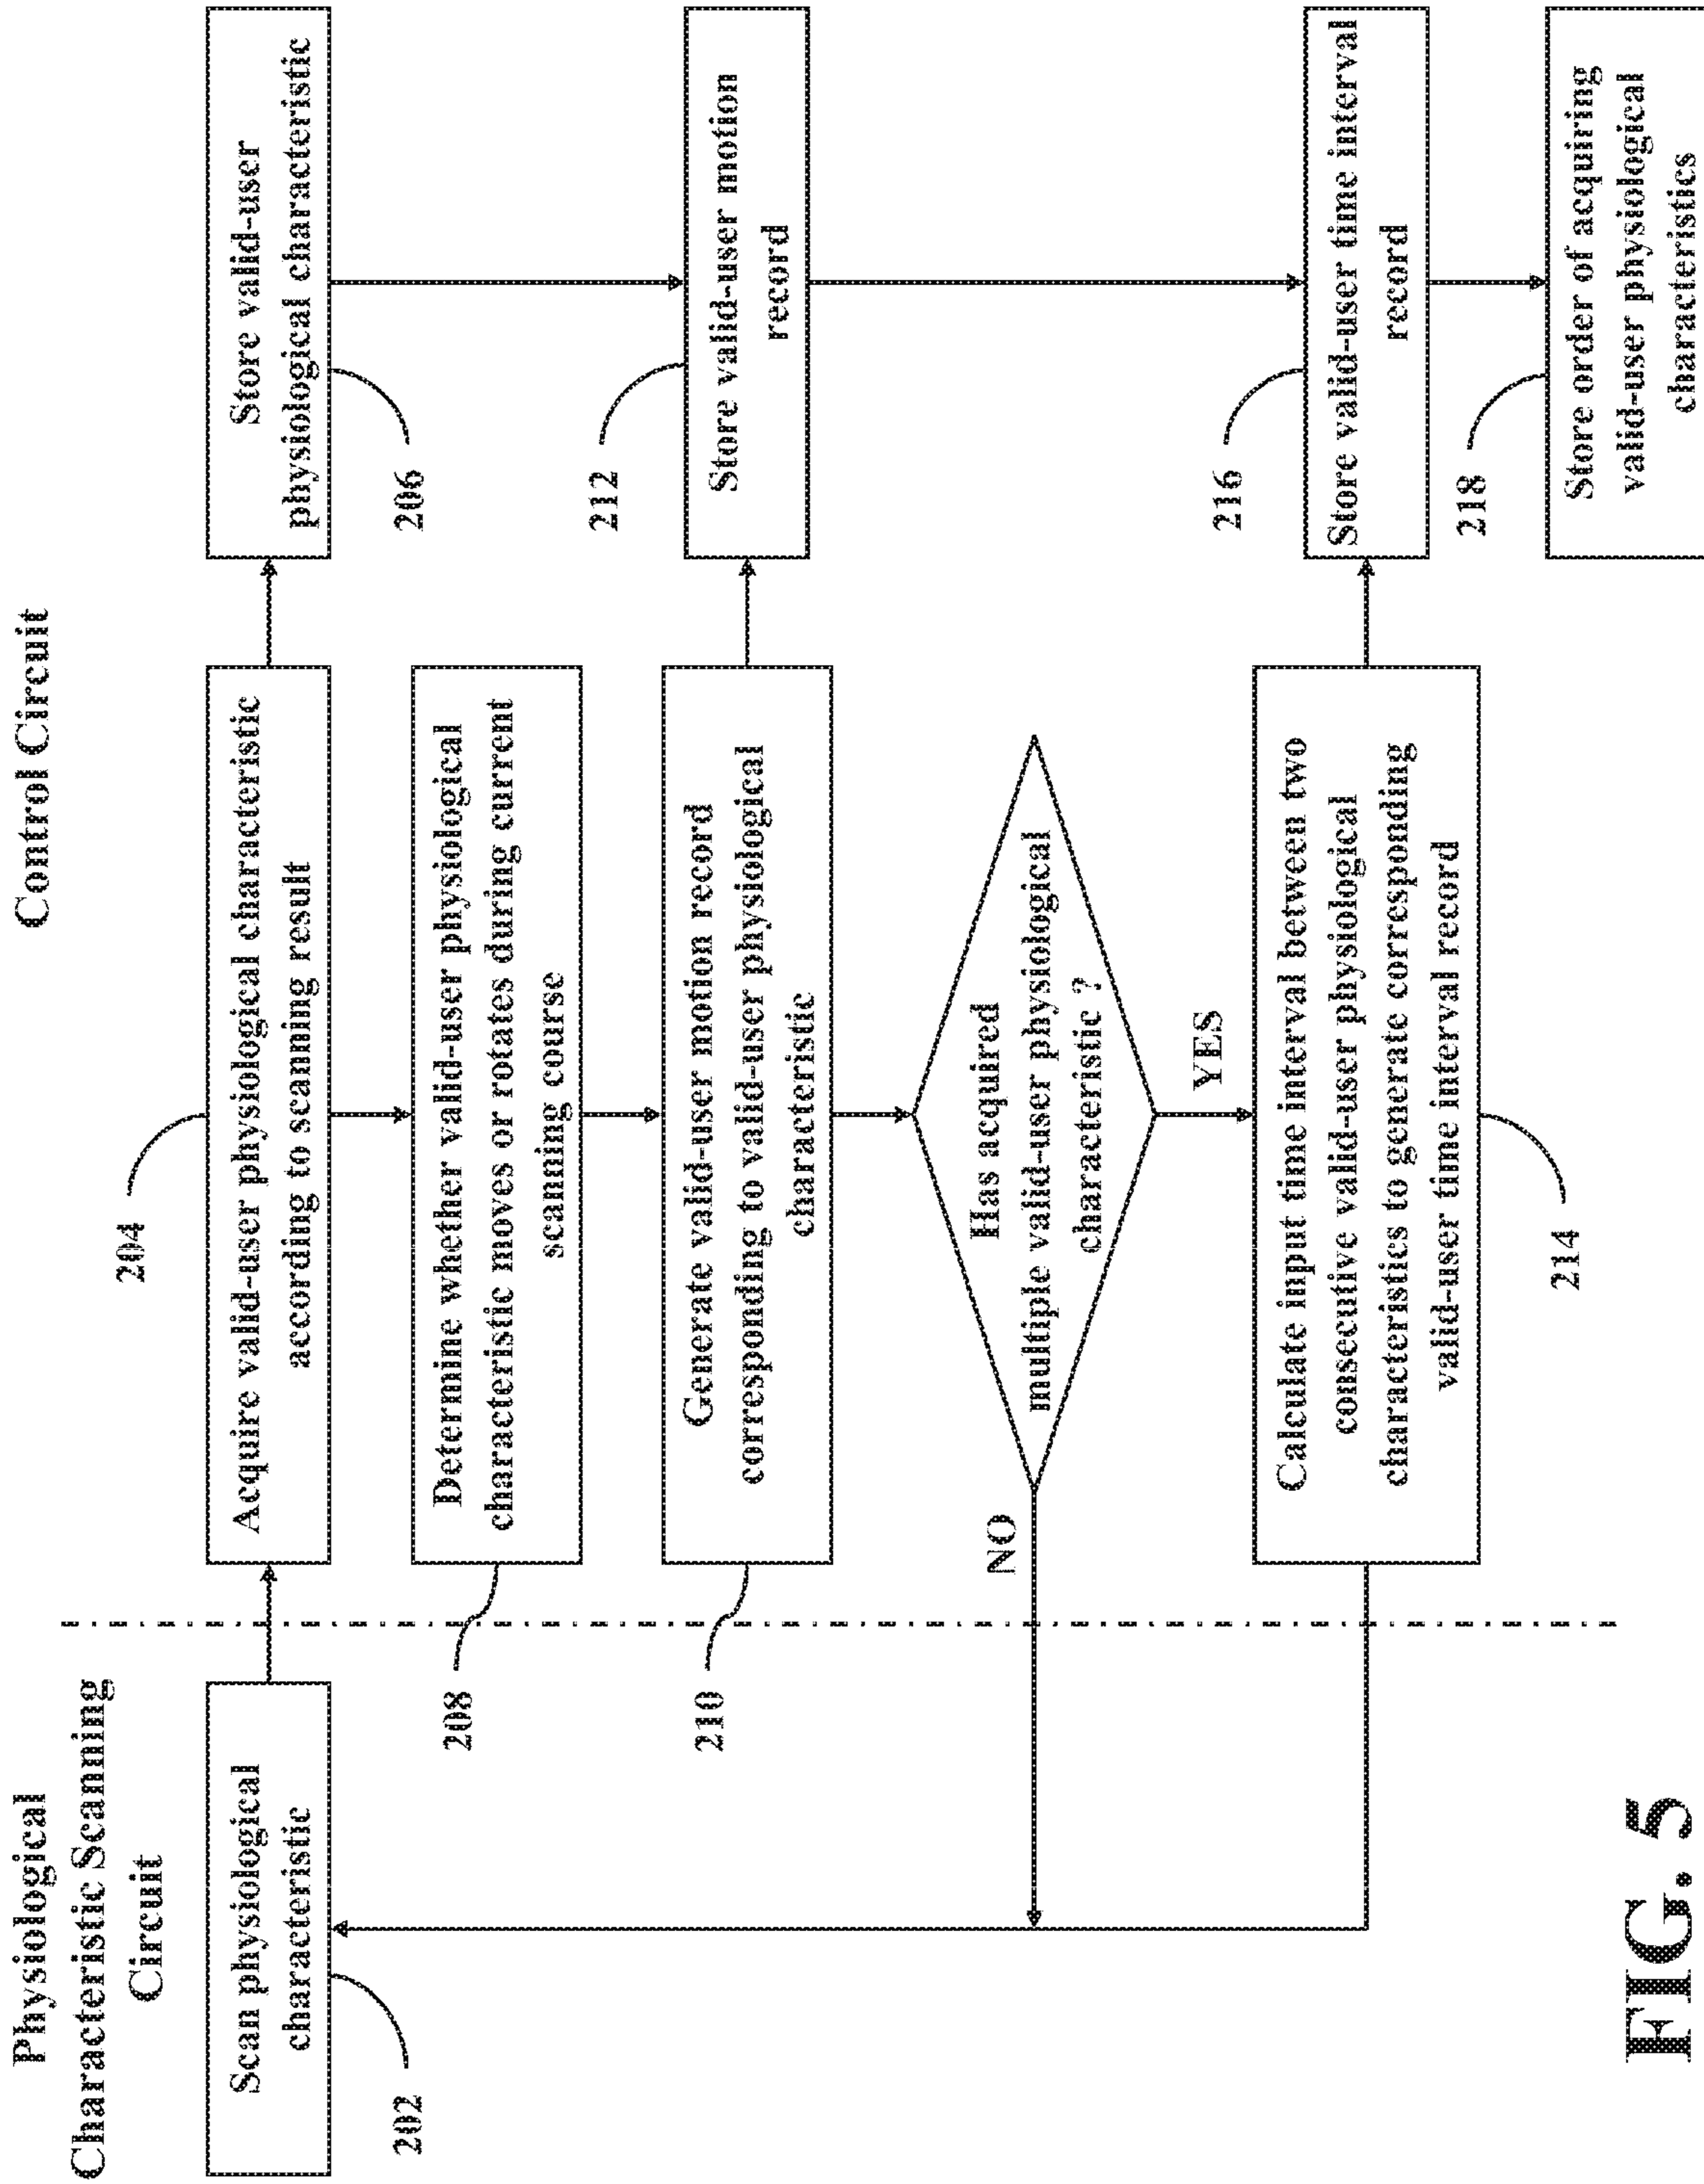 Physiological
Characteristic Scanning
Circuit
Control Circuit
Scan physiological
characteristic
202
204
Acquire valid-user physiological characteristic
according to scanning result
Store valid-user
physiological characteristic
206
Determine whether valid-user physiological
characteristic moves or rotates during current
scanning course
208
Generate valid-user motion record
corresponding to valid-user physiological
characteristic
210
212
Store valid-user motion
record
Has acquired
multiple valid-user physiological
characteristic ?
NO
YES
Calculate input time interval between two
consecutive valid-user physiological
characteristics to generate corresponding
valid-user time interval record
214
216
Store valid-user time interval
record
218
Store order of acquiring
valid-user physiological
characteristics
FIG. 5